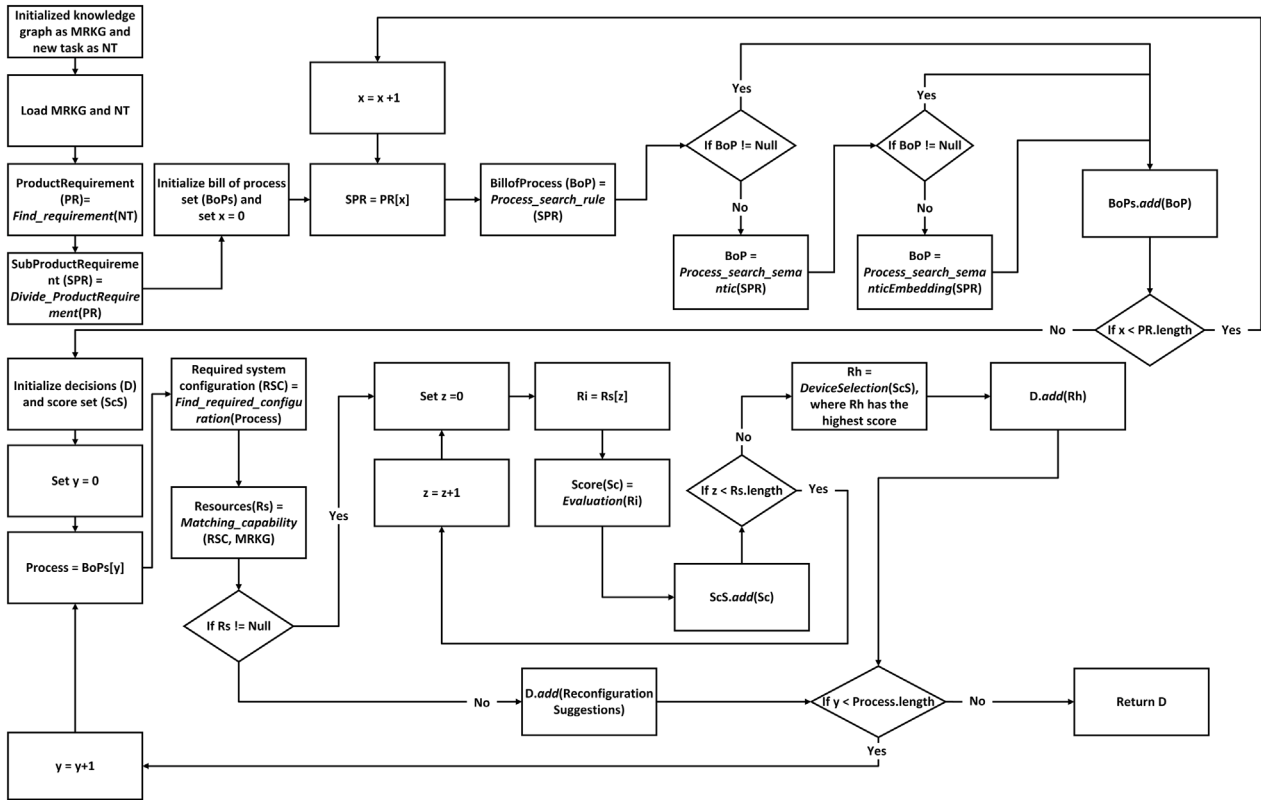 Initialized knowledge
graph as MRKG and
new task as NT
Load MRKG and NT
ProductRequirement
(PR)=
Find_requirement(NT)
SubProductRequireme
nt (SPR) =
Divide_ProductRequire
ment(PR)
Initialize bill of process
set (BoPs) and
set x = 0
x = x +1
SPR = PR[x]
BillofProcess (BoP) =
Process_search_rule
(SPR)
Yes
If BoP != Null
No
BoP =
Process_search_sema
ntic(SPR)
Yes
If BoP != Null
No
BoP =
Process_search_sema
nticEmbedding(SPR)
BoPs.add(BoP)
No
If x < PR.length
Yes
Initialize decisions (D)
and score set (ScS)
Set y = 0
Process = BoPs[y]
Required system
configuration (RSC) =
Find_required_configu
ration(Process)
Resources(Rs) =
Matching_capability
(RSC, MRKG)
If Rs != Null
Yes
Set z =0
z = z+1
Ri = Rs[z]
Score(Sc) =
Evaluation(Ri)
ScS.add(Sc)
No
If z < Rs.length
Yes
Rh =
DeviceSelection(ScS),
where Rh has the
highest score
D.add(Rh)
No
D.add(Reconfiguration
Suggestions)
If y < Process.length
No
Return D
Yes
y = y+1